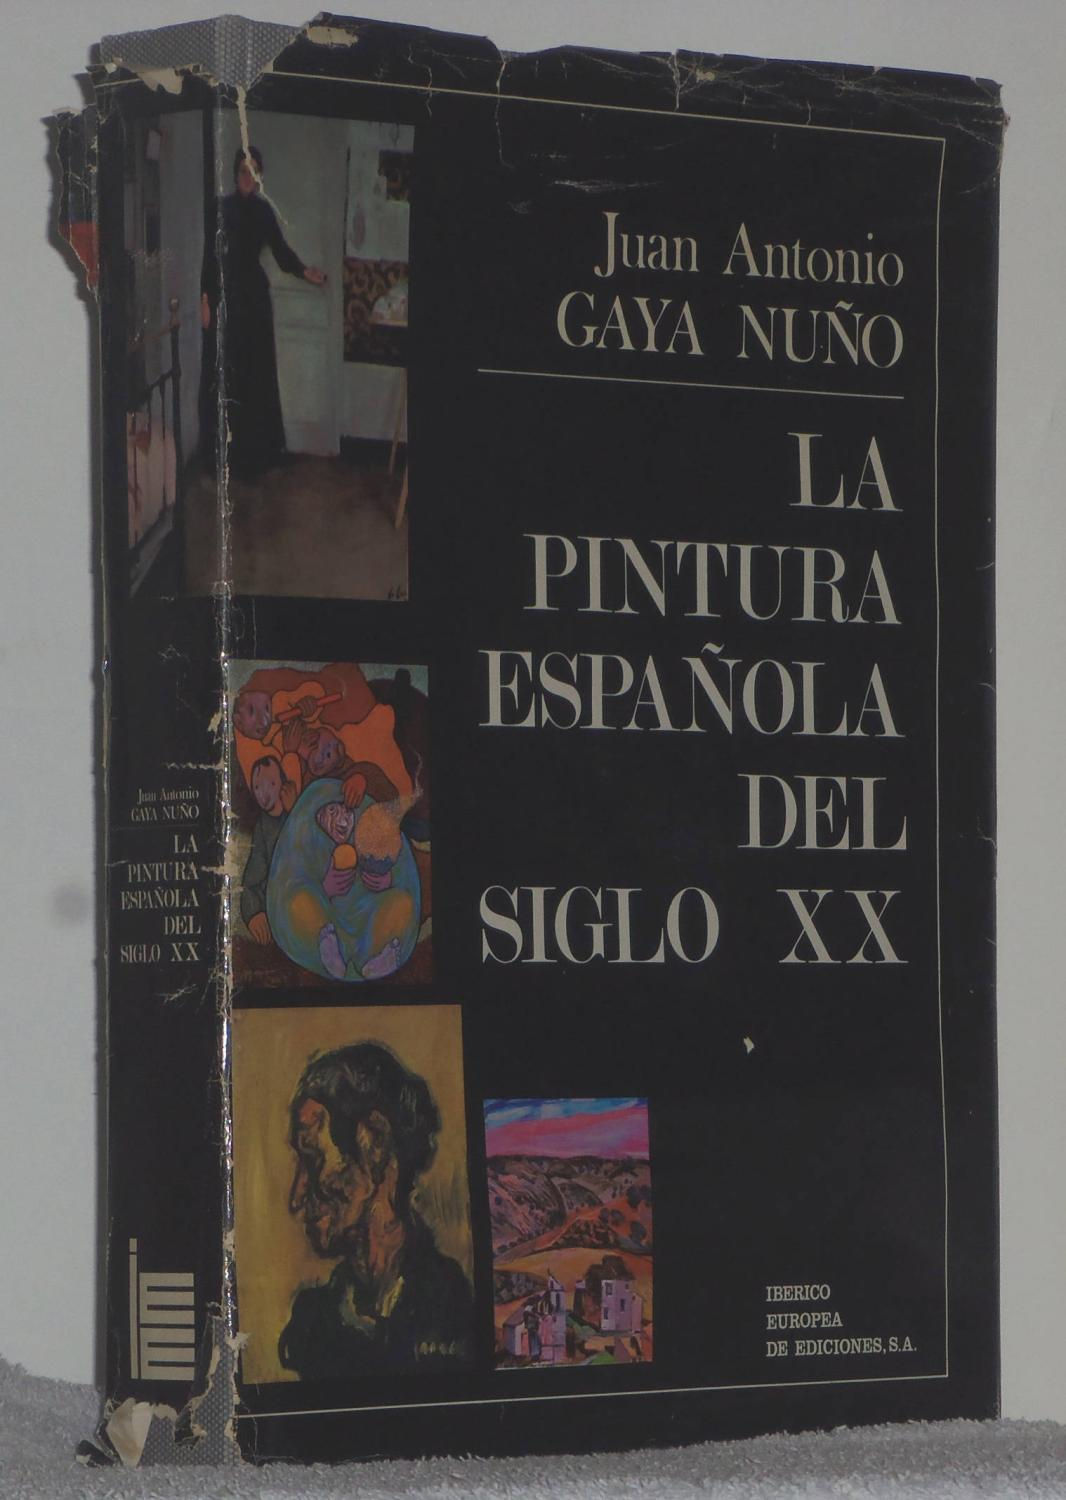 Juan Antonio
GAYA NUÑO
LA
PINTURA
ESPAÑOLA
DEL
SIGLO XX
IBERICO
EUROPEA
DE EDICIONES, S.A.
Juan Antonio
GAYA NUÑO
LA
PINTURA
ESPAÑOLA
DEL
SIGLO XX